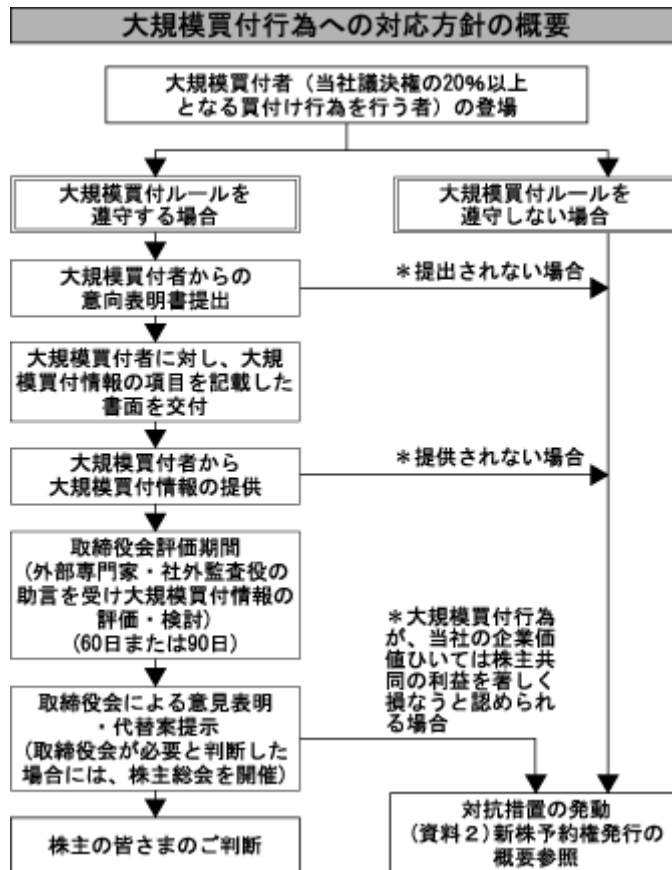 大規模買付行為への対応方針の概要
大規模買付者（当社議決権の20%以上
となる買付け行為を行う者）の登場
大規模買付ルールを
遵守する場合
大規模買付ルールを
遵守しない場合
大規模買付者からの
意向表明書提出
＊提出されない場合
大規模買付者に対し、大規
模買付情報の項目を記載した
書面を交付
大規模買付者から
大規模買付情報の提供
＊提供されない場合
取締役会評価期間
(外部専門家・社外監査役の
助言を受け大規模買付情報の
評価・検討)
(60日または90日)
＊大規模買付行為
が、当社の企業価
値ひいては株主共
同の利益を著しく
損なうと認められ
る場合
取締役会による意見表明
・代替案提示
(取締役会が必要と判断した
場合には、株主総会を開催)
株主の皆さまのご判断
対抗措置の発動
(資料２)新株予約権発行の
概要参照